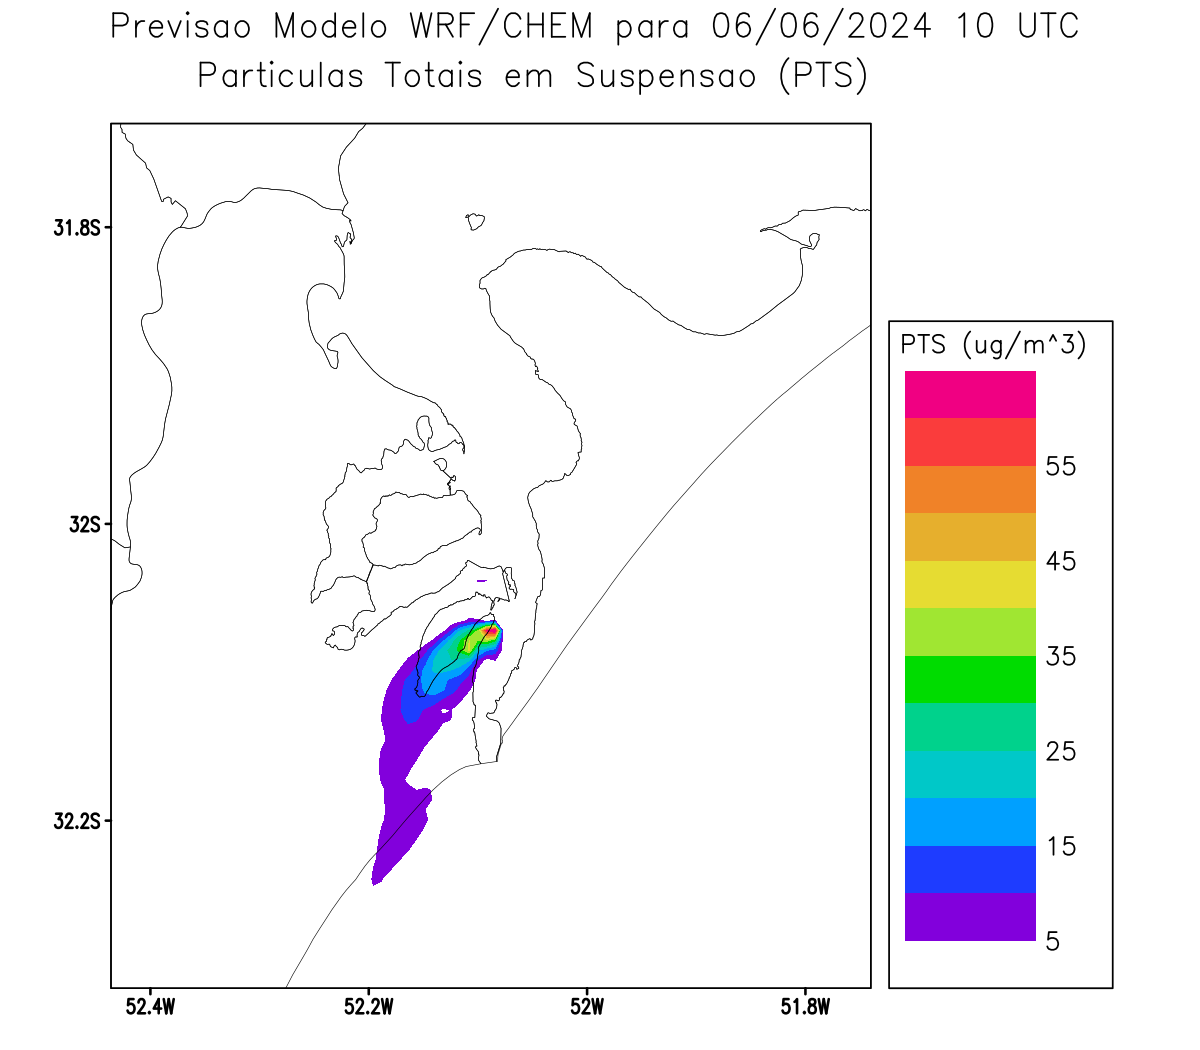 Previsao Modelo WRF/CHEM para 06/06/2024 10 UTC
Particulas Totais em Suspensao (PTS)
31.8S
32S
32.2S
52.4W
52.2W
52W
51.8W
PTS (ug/m^3)
55
45
35
25
15
5